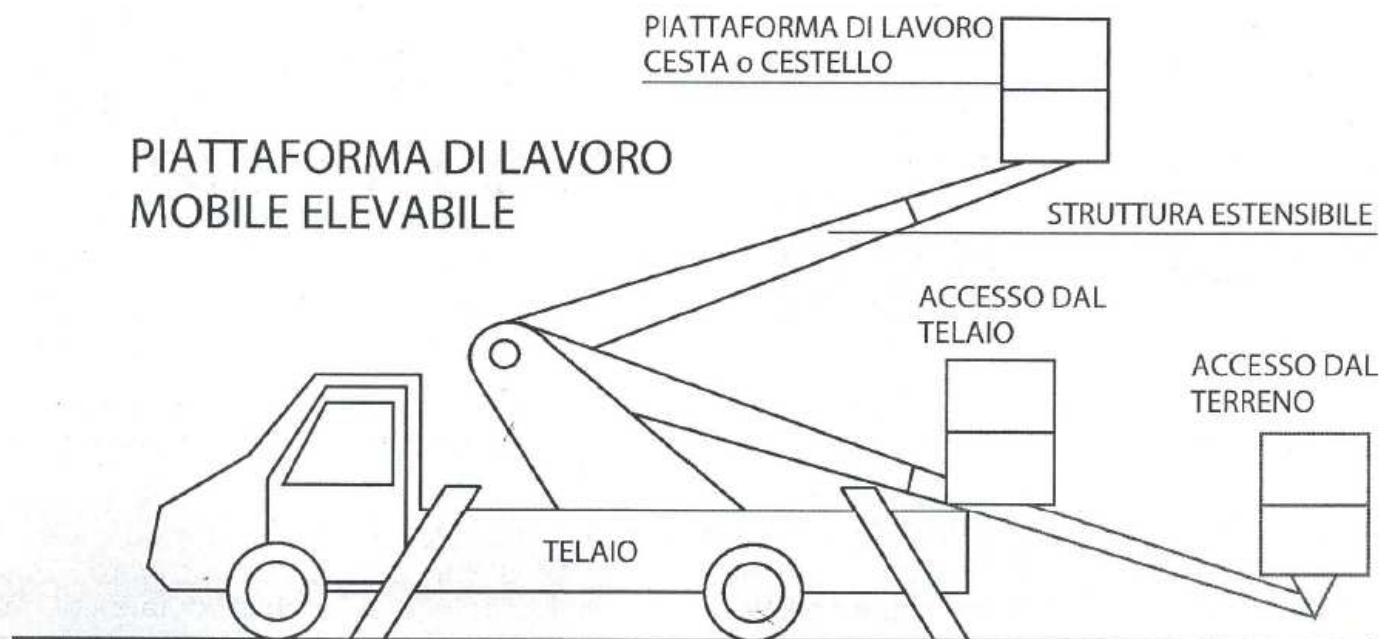 PIATTAFORMA DI LAVORO
CESTA o CESTELLO
PIATTAFORMA DI LAVORO
MOBILE ELEVABILE
STRUTTURA ESTENSIBILE
ACCESSO DAL
TELAIO
ACCESSO DAL
TERRENO
TELAIO